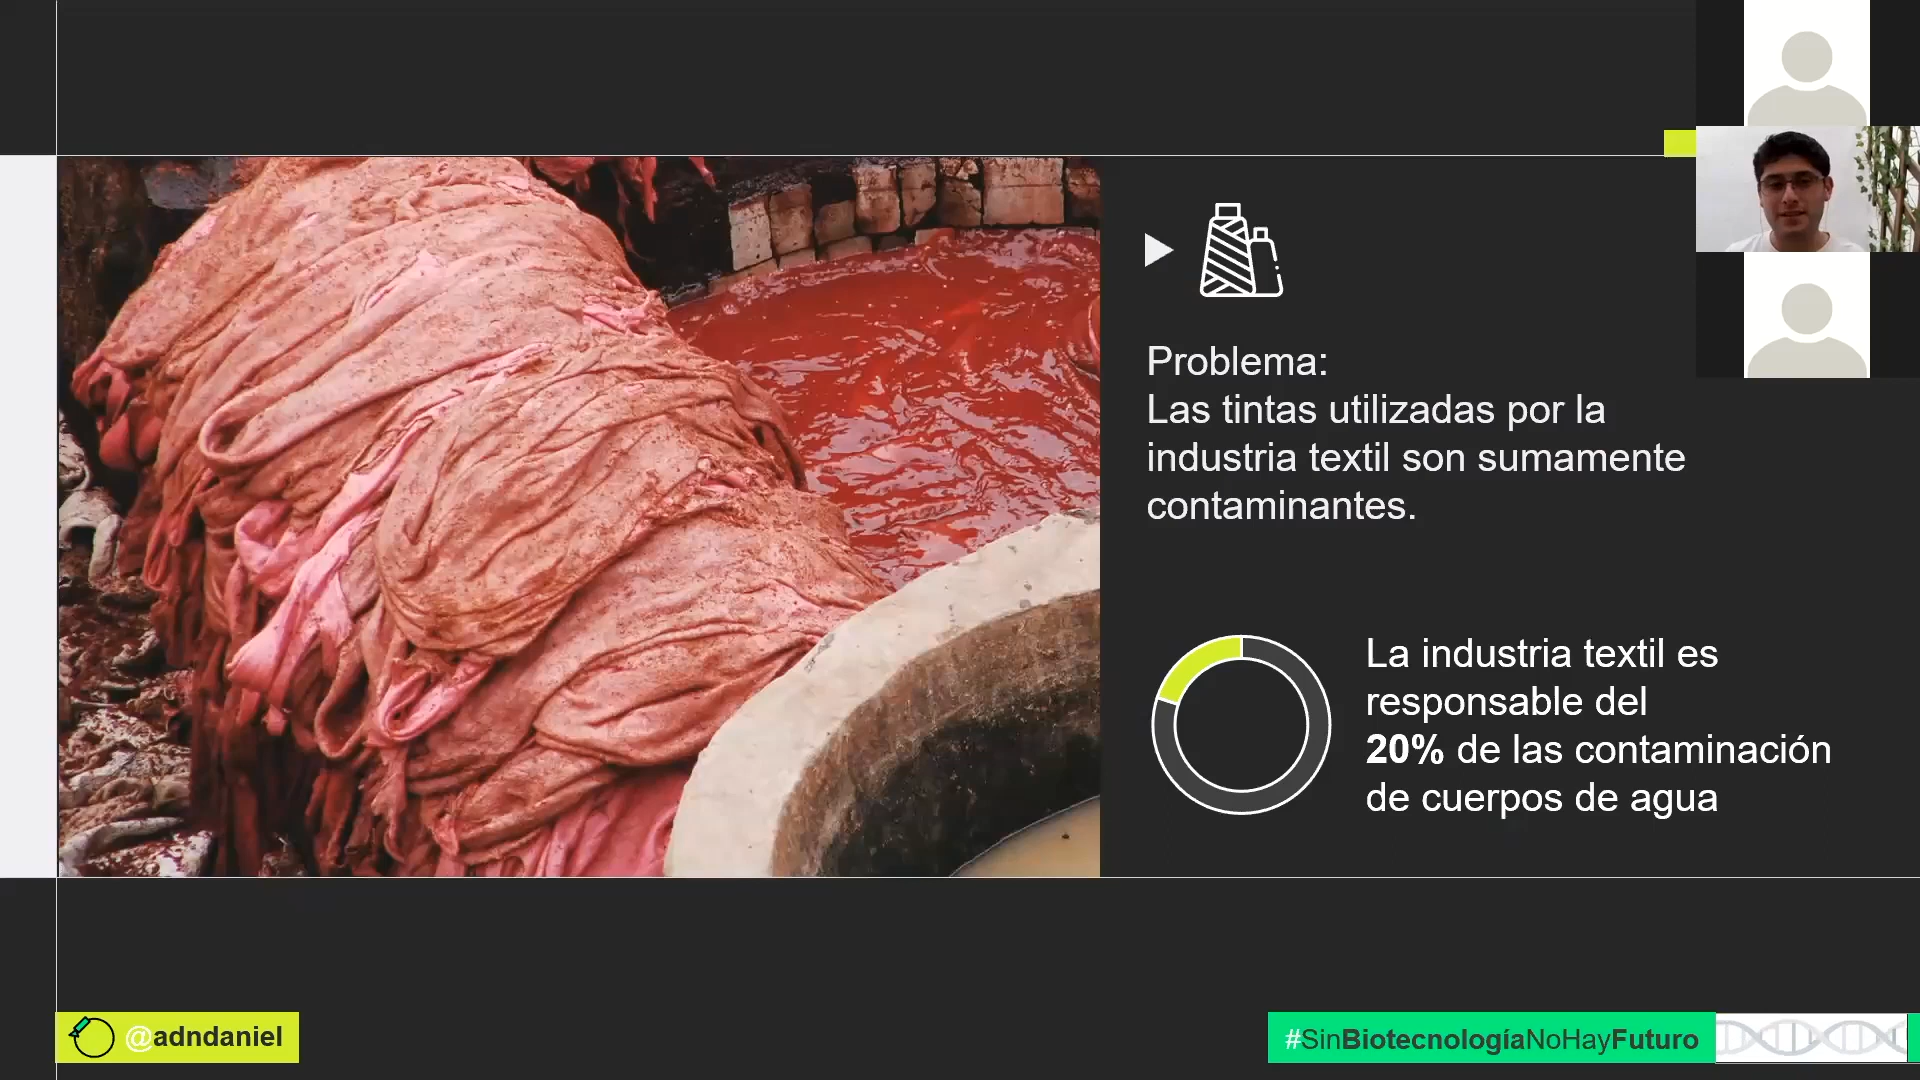 Problema:
Las tintas utilizadas por la
industria textil son sumamente
contaminantes.
La industria textil es
responsable del
20% de las contaminación
de cuerpos de agua
@adndaniel
#SinBiotecnologíaNoHayFuturo